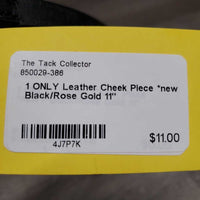 The Tack Collector
850029-386
1 ONLY Leather Cheek Piece *new
Black/Rose Gold 11"
4J7P7K
$11.00